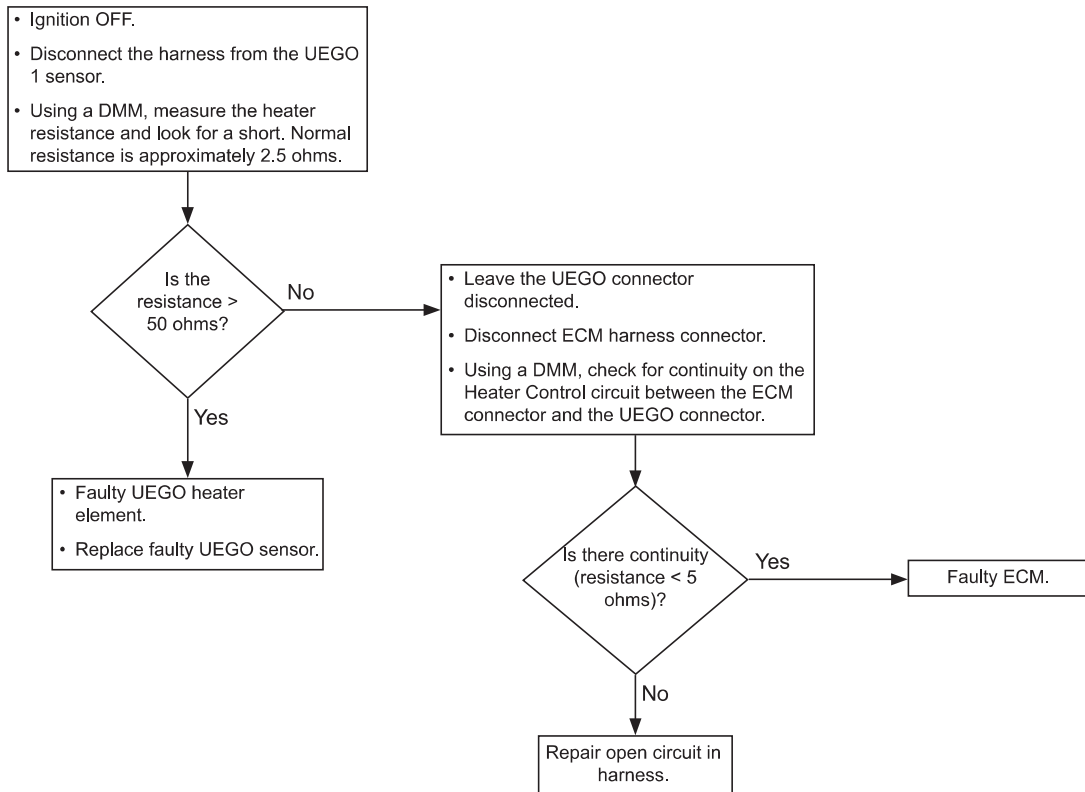 • Ignition OFF.
• Disconnect the harness from the UEGO
1 sensor.
• Using a DMM, measure the heater
resistance and look for a short. Normal
resistance is approximately 2.5 ohms.
Is the
resistance >
50 ohms?
No
Yes
• Leave the UEGO connector
disconnected.
• Disconnect ECM harness connector.
• Using a DMM, check for continuity on the
Heater Control circuit between the ECM
connector and the UEGO connector.
• Faulty UEGO heater
element.
• Replace faulty UEGO sensor.
Is there continuity
(resistance < 5
ohms)?
Yes
Faulty ECM.
No
Repair open circuit in
harness.